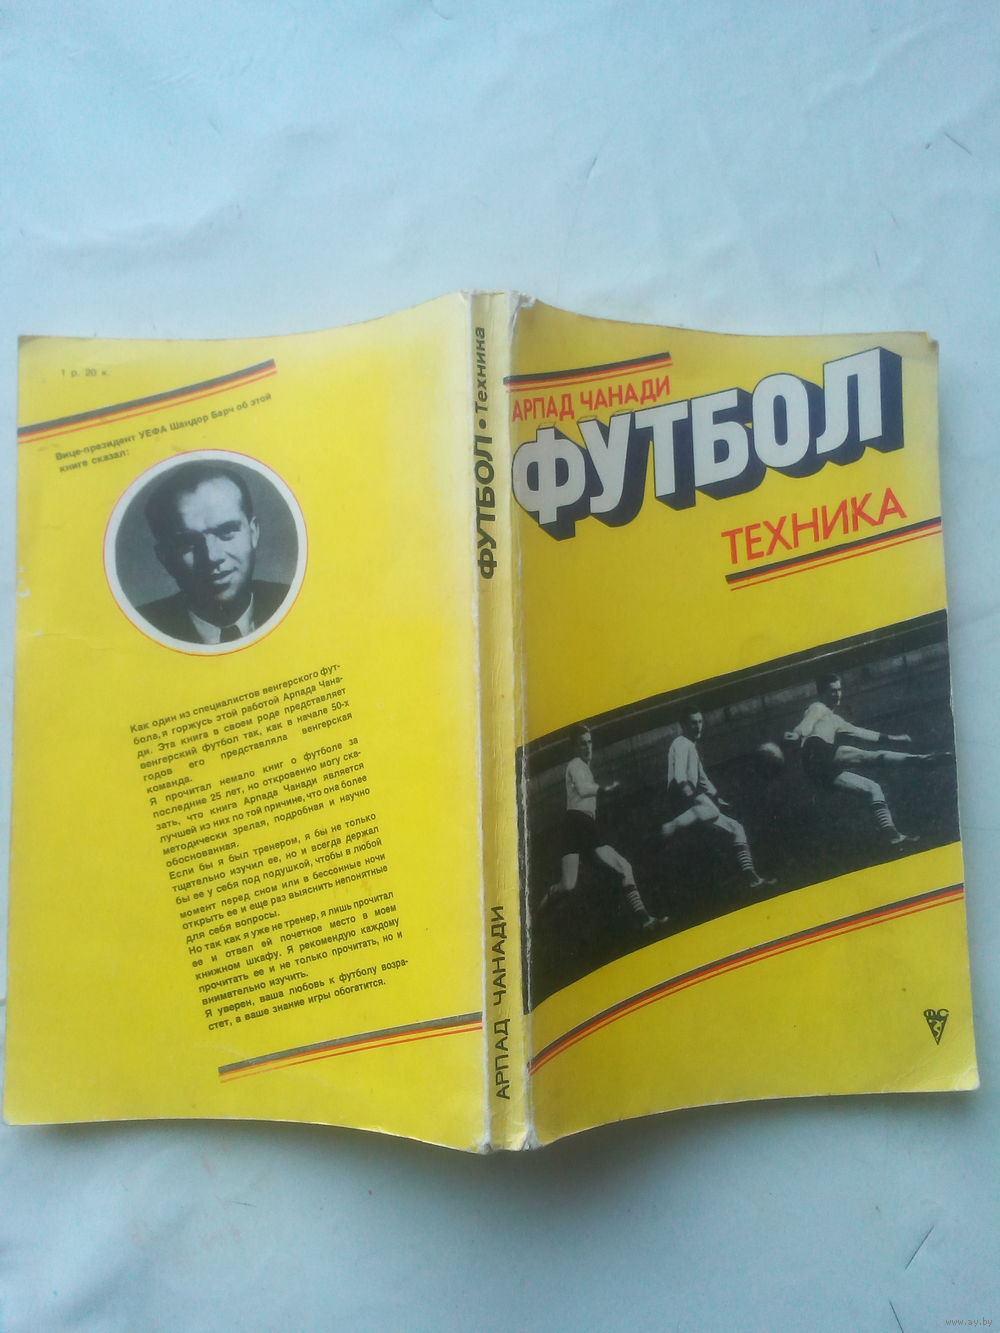 1 р. 20 к.
Вице-президент УЕФА Шандор Барч об этой
книге сказал:
Как один из специалистов венгерского фут-
бола, я горжусь этой работой Арпада Чана-
ди. Эта книга в своем роде представляет
венгерский футбол так, как в начале 50-х
годов его представляла венгерская
команда.
Я прочитал немало книг о футболе за
последние 25 лет, но откровенно могу ска-
зать, что книга Арпада Чанади является
лучшей из них по той причине, что она более
методически зрелая, подробная и научно
обоснованная.
Если бы я был тренером, я бы не только
тщательно изучил ее, но и всегда держал
бы ее у себя под подушкой, чтобы в любой
момент перед сном или в бессонные ночи
открыть ее и еще раз выяснить непонятные
для себя вопросы.
Но так как я уже не тренер, я лишь прочитал
ее и отвел ей почетное место в моем
книжном шкафу. Я рекомендую каждому
прочитать ее и не только прочитать, но и
внимательно изучить.
Я уверен, ваша любовь к футболу возра-
стет, а ваше знание игры обогатится.
АРПАД ЧАНАДИ ФУТБОЛ • Техника
АРПАД ЧАНАДИ
ФУТБОЛ
ТЕХНИКА
ФС
www.ay.by